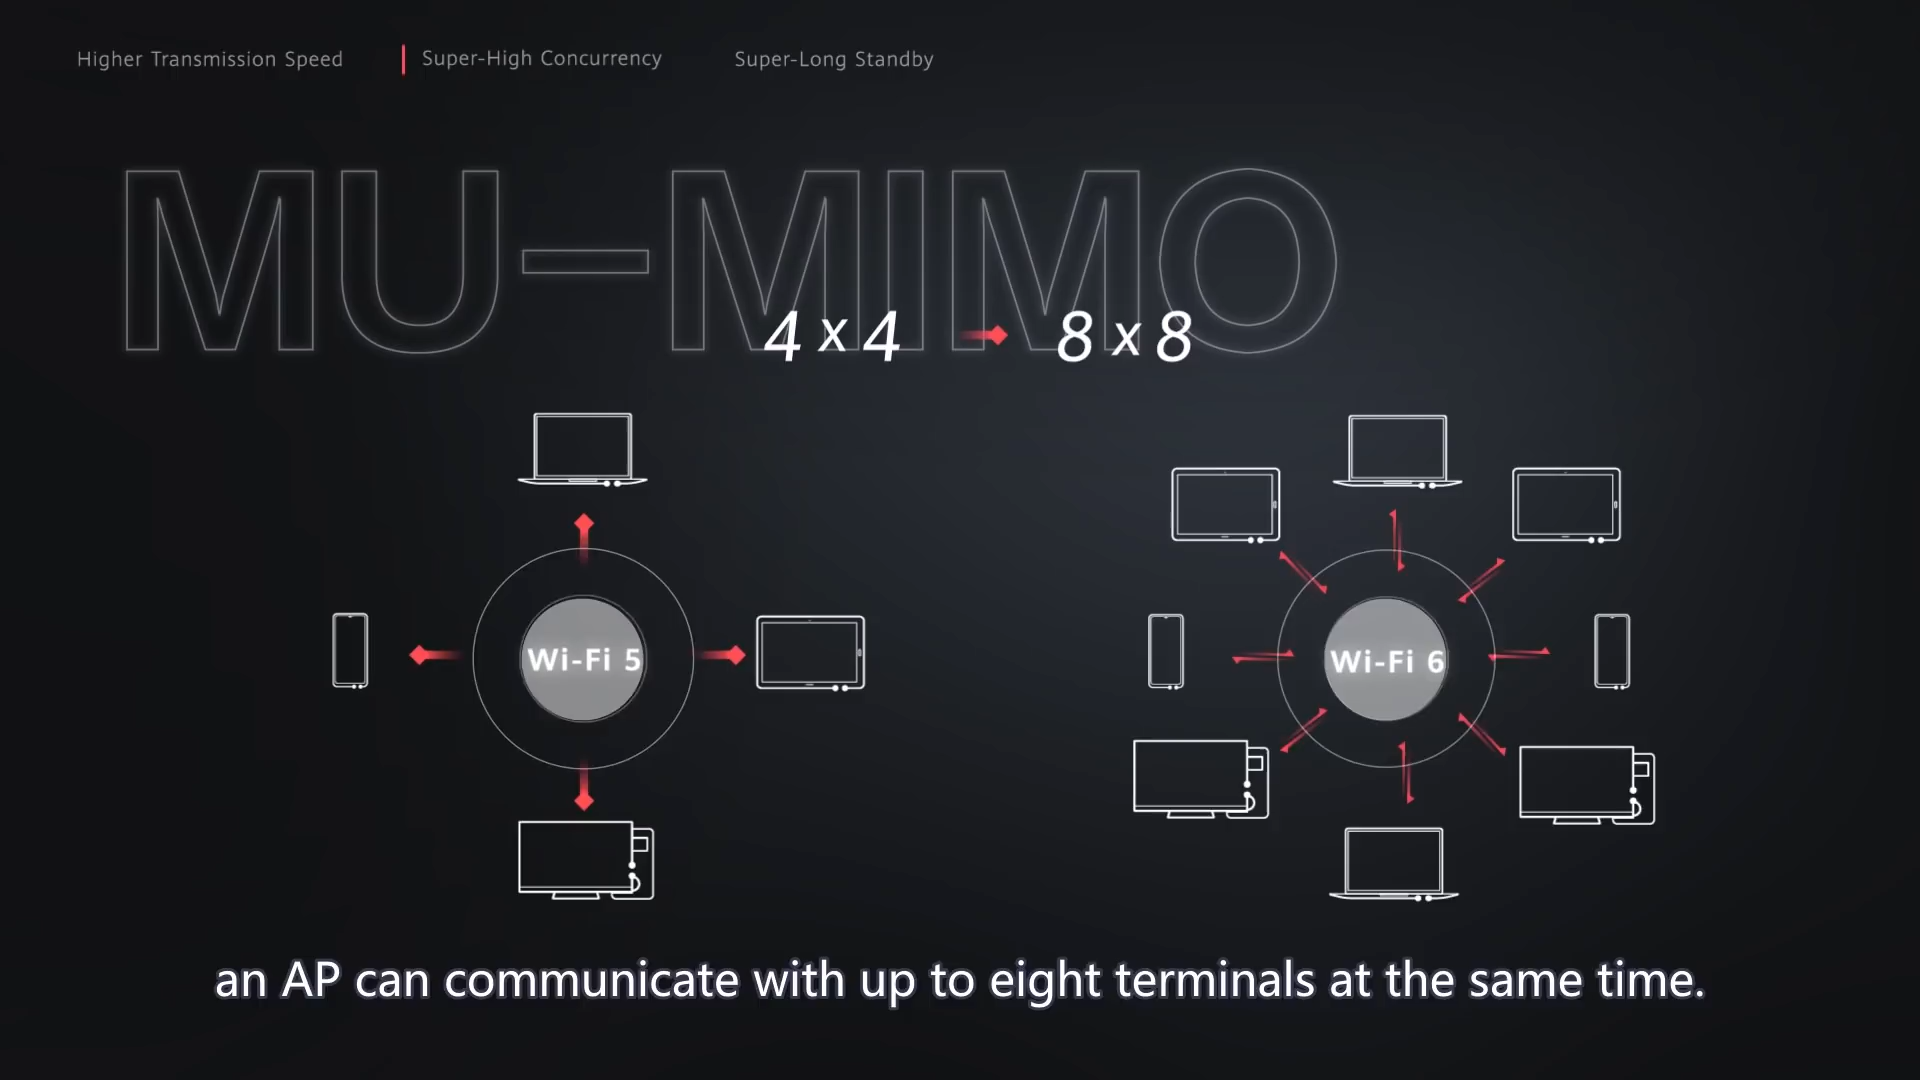 Higher Transmission Speed
Super-High Concurrency
Super-Long Standby
MU-MIMO
4x4
8x8
Wi-Fi 5
Wi-Fi 6
an AP can communicate with up to eight terminals at the same time.